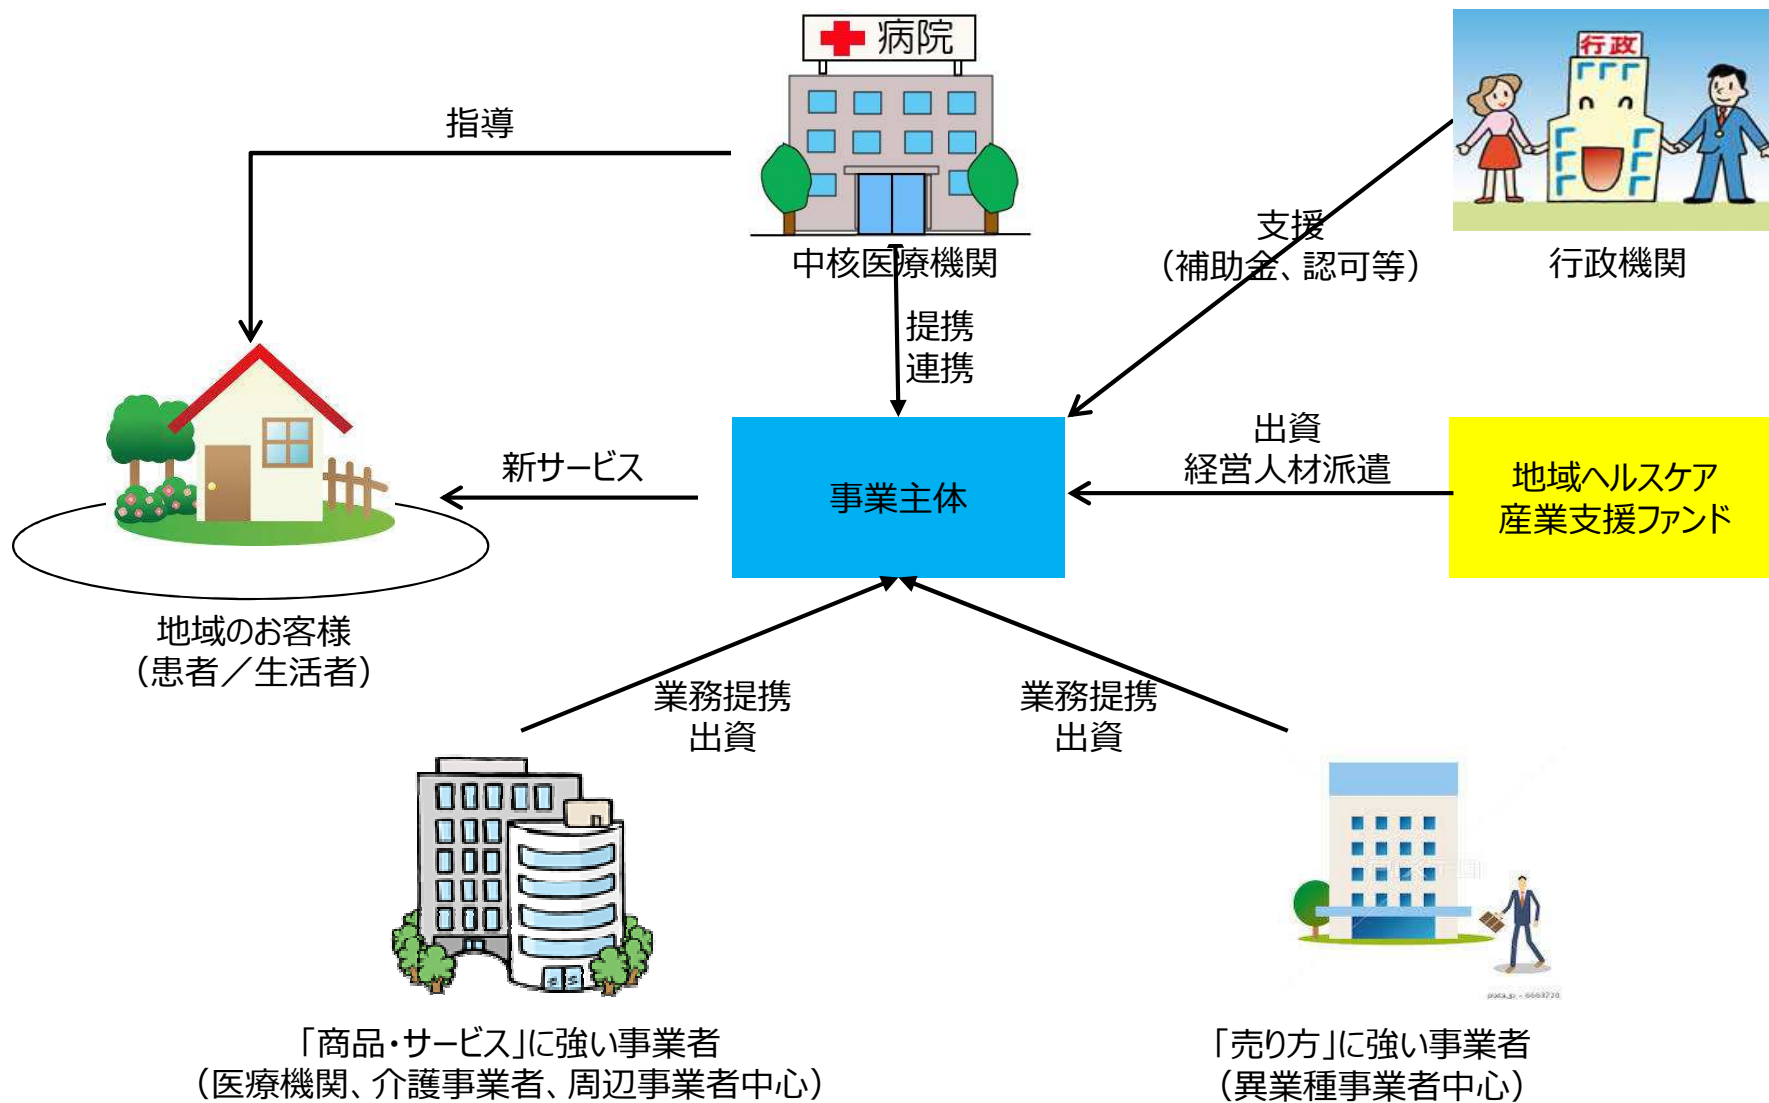 病院
行政
指導
中核医療機関
支援
（補助金、認可等）
行政機関
提携
連携
新サービス
事業主体
出資
経営人材派遣
地域ヘルスケア
産業支援ファンド
地域のお客様
（患者／生活者）
業務提携
出資
業務提携
出資
pixta.jp - 6663720
「商品・サービス」に強い事業者
（医療機関、介護事業者、周辺事業者中心）
「売り方」に強い事業者
（異業種事業者中心）